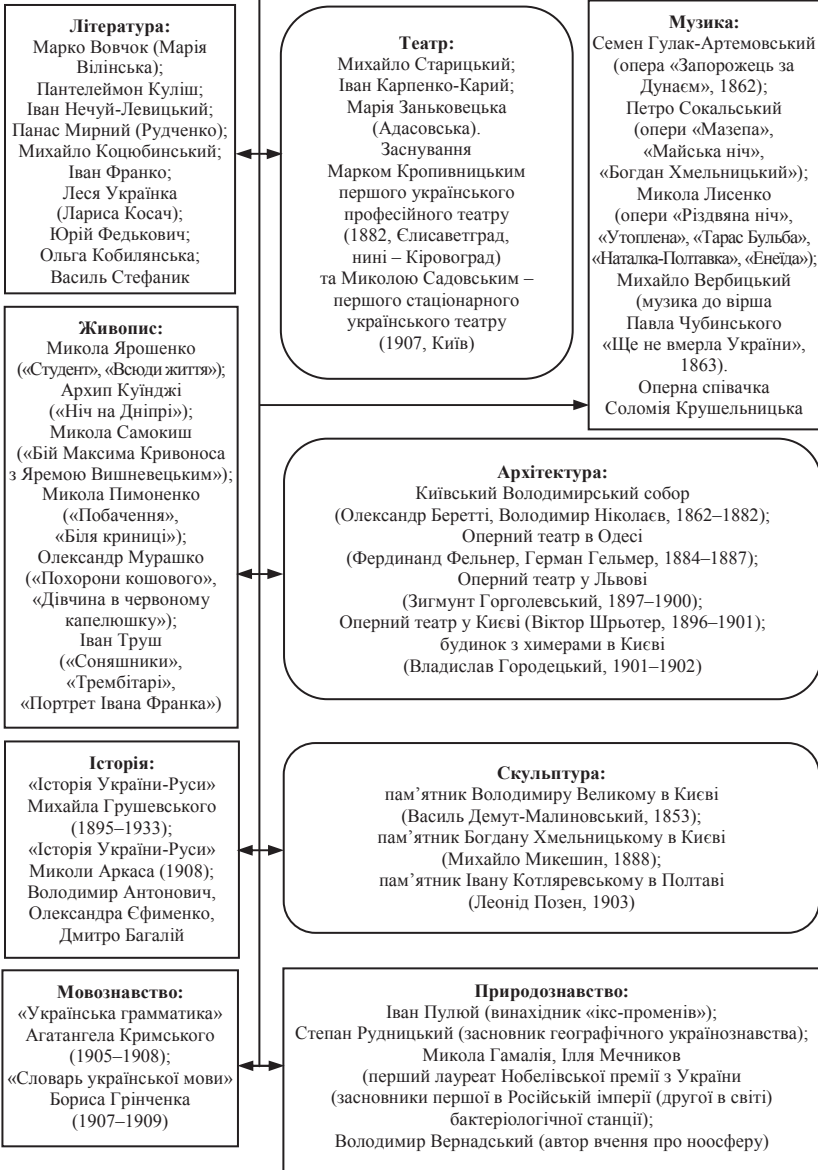 Література:
Марко Вовчок (Марія
Вілінська);
Пантелеймон Куліш;
Іван Нечуй-Левицький;
Панас Мирний (Рудченко);
Михайло Коцюбинський;
Іван Франко;
Леся Українка
(Лариса Косач);
Юрій Федькович;
Ольга Кобилянська;
Василь Стефаник
Театр:
Михайло Старицький;
Іван Карпенко-Карий;
Марія Заньковецька
(Адасовська).
Заснування
Марком Кропивницьким
першого українського
професійного театру
(1882, Єлисаветград,
нині – Кіровоград)
та Миколою Садовським –
першого стаціонарного
українського театру
(1907, Київ)
Музика:
Семен Гулак-Артемовський
(опера «Запорожець за
Дунаєм», 1862);
Петро Сокальський
(опери «Мазепа»,
«Майська ніч»,
«Богдан Хмельницький»);
Микола Лисенко
(опери «Різдвяна ніч»,
«Утоплена», «Тарас Бульба»,
«Наталка-Полтавка», «Енеїда»);
Михайло Вербицький
(музика до вірша
Павла Чубинського
«Ще не вмерла України»,
1863).
Оперна співачка
Соломія Крушельницька
Живопис:
Микола Ярошенко
(«Студент», «Всюди життя»);
Архип Куїнджі
(«Ніч на Дніпрі»);
Микола Самокиш
(«Бій Максима Кривоноса
з Яремою Вишневецьким»);
Микола Пимоненко
(«Побачення»,
«Біля криниці»);
Олександр Мурашко
(«Похорони кошового»,
«Дівчина в червоному
капелюшку»);
Іван Труш
(«Соняшники»,
«Трембітарі»,
«Портрет Івана Франка»)
Архітектура:
Київський Володимирський собор
(Олександр Беретті, Володимир Ніколаєв, 1862–1882);
Оперний театр в Одесі
(Фердинанд Фельнер, Герман Гельмер, 1884–1887);
Оперний театр у Львові
(Зигмунт Горголевський, 1897–1900);
Оперний театр у Києві (Віктор Шрьотер, 1896–1901);
будинок з химерами в Києві
(Владислав Городецький, 1901–1902)
Історія:
«Історія України-Руси»
Михайла Грушевського
(1895–1933);
«Історія України-Руси»
Миколи Аркаса (1908);
Володимир Антонович,
Олександра Єфименко,
Дмитро Багалій
Скульптура:
пам’ятник Володимиру Великому в Києві
(Василь Демут-Малиновський, 1853);
пам’ятник Богдану Хмельницькому в Києві
(Михайло Микешин, 1888);
пам’ятник Івану Котляревському в Полтаві
(Леонід Позен, 1903)
Мовознавство:
«Українська грамматика»
Агатангела Кримського
(1905–1908);
«Словарь української мови»
Бориса Грінченка
(1907–1909)
Природознавство:
Іван Пулюй (винахідник «ікс-променів»);
Степан Рудницький (засновник географічного українознавства);
Микола Гамалія, Ілля Мечников
(перший лауреат Нобелівської премії з України
(засновники першої в Російській імперії (другої в світі)
бактеріологічної станції);
Володимир Вернадський (автор вчення про ноосферу)